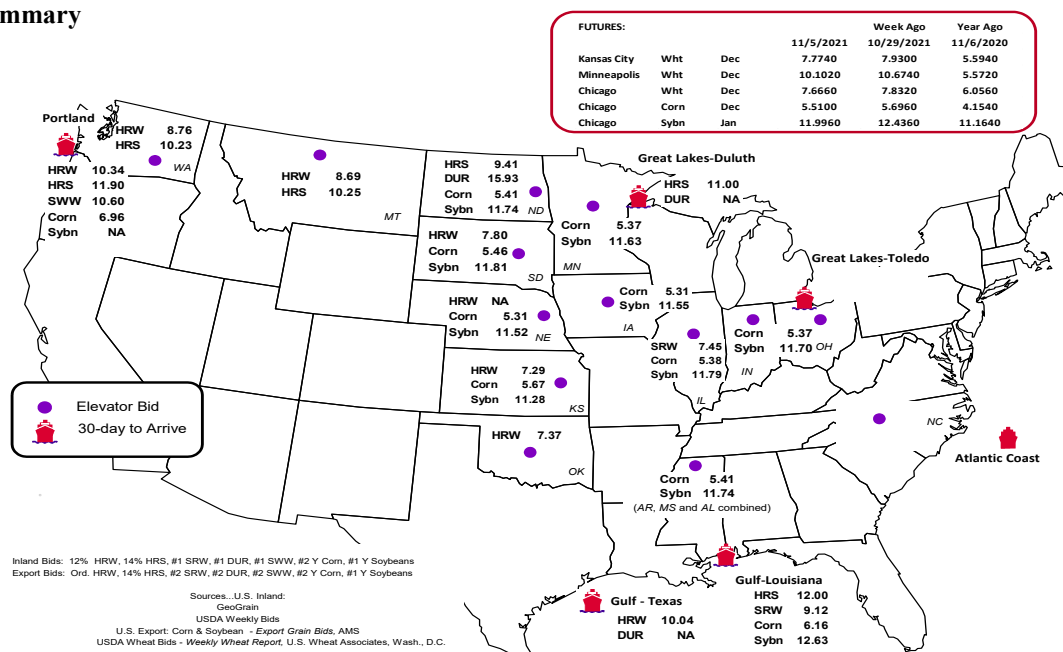 mmary
FUTURES: Week Ago Year Ago
11/5/2021 10/29/2021 11/6/2020
Kansas City Wht Dec 7.7740 7.9300 5.5940
Minneapolis Wht Dec 10.1020 10.6740 5.5720
Chicago Wht Dec 7.6660 7.8320 6.0560
Chicago Corn Dec 5.5100 5.6960 4.1540
Chicago Sybn Jan 11.9960 12.4360 11.1640
Portland
HRW 10.34
HRS 11.90
SWW 10.60
Corn 6.96
Sybn NA
HRW 8.76
HRS 10.23
WA
HRW 8.69
HRS 10.25
MT
HRS 9.41
DUR 15.93
Corn 5.41
Sybn 11.74
ND
HRW 7.80
Corn 5.46
Sybn 11.81
SD
HRW NA
Corn 5.31
Sybn 11.52
NE
HRW 7.29
Corn 5.67
Sybn 11.28
KS
HRW 7.37
OK
Corn 5.37
Sybn 11.63
MN
Great Lakes-Duluth
HRS 11.00
DUR NA
Corn 5.31
Sybn 11.55
IA
SRW 7.45
Corn 5.38
Sybn 11.79
IL
Great Lakes-Toledo
Corn 5.37
Sybn 11.70
IN
OH
NC
Atlantic Coast
Corn 5.41
Sybn 11.74
(AR, MS and AL combined)
Gulf-Louisiana
HRS 12.00
SRW 9.12
Corn 6.16
Sybn 12.63
Gulf - Texas
HRW 10.04
DUR NA
Elevator Bid
30-day to Arrive
Inland Bids: 12% HRW, 14% HRS, #1 SRW, #1 DUR, #1 SWW, #2 Y Corn, #1 Y Soybeans
Export Bids: Ord. HRW, 14% HRS, #2 SRW, #2 DUR, #2 SWW, #2 Y Corn, #1 Y Soybeans
Sources...U.S. Inland:
GeoGrain
USDA Weekly Bids
U.S. Export: Corn & Soybean - Export Grain Bids, AMS
USDA Wheat Bids - Weekly Wheat Report, U.S. Wheat Associates, Wash., D.C.